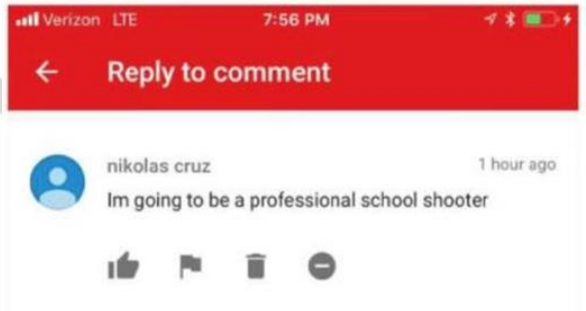 Verizon LTE 7:56 PM
Reply to comment
nikolas cruz 1 hour ago
Im going to be a professional school shooter